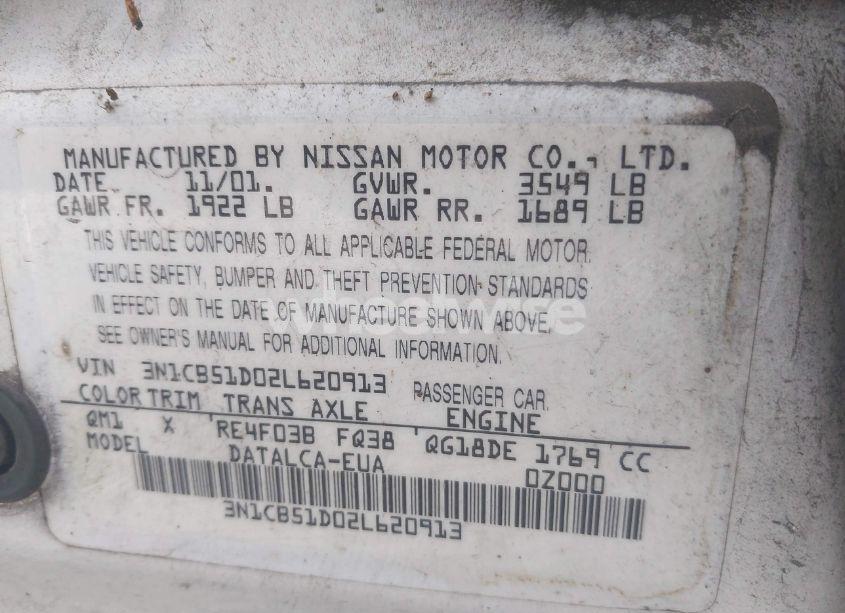 MANUFACTURED BY NISSAN MOTOR CO., LTD.
DATE 11/01. GVWR. 3549 LB
GAWR FR. 1922 LB GAWR RR. 1689 LB
THIS VEHICLE CONFORMS TO ALL APPLICABLE FEDERAL MOTOR
VEHICLE SAFETY, BUMPER AND THEFT PREVENTION STANDARDS
IN EFFECT ON THE DATE OF MANUFACTURE SHOWN ABOVE.
SEE OWNER'S MANUAL FOR ADDITIONAL INFORMATION.
VIN 3N1CB51D02L620913 PASSENGER CAR
COLOR TRIM TRANS AXLE ENGINE
QM1 X RE4F03B FQ38 QG18DE 1769 CC
MODEL DATALCA-EUA 0Z000
3N1CB51D02L620913
wheelwise